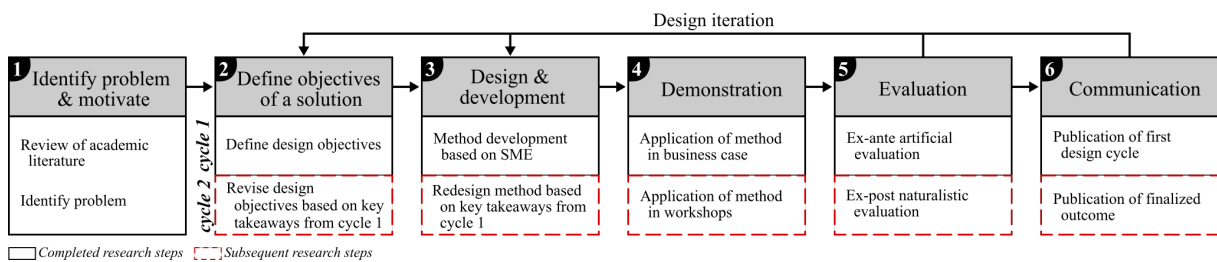 Design iteration
1
Identify problem
& motivate
2
Define objectives
of a solution
3
Design &
development
4
Demonstration
5
Evaluation
6
Communication
Review of academic
literature
Identify problem
cycle 1
Define design objectives
Method development
based on SME
Application of method
in business case
Ex-ante artificial
evaluation
Publication of first
design cycle
cycle 2
Revise design
objectives based on key
takeaways from cycle 1
Redesign method based
on key takeaways from
cycle 1
Application of method
in workshops
Ex-post naturalistic
evaluation
Publication of finalized
outcome
Completed research steps
Subsequent research steps